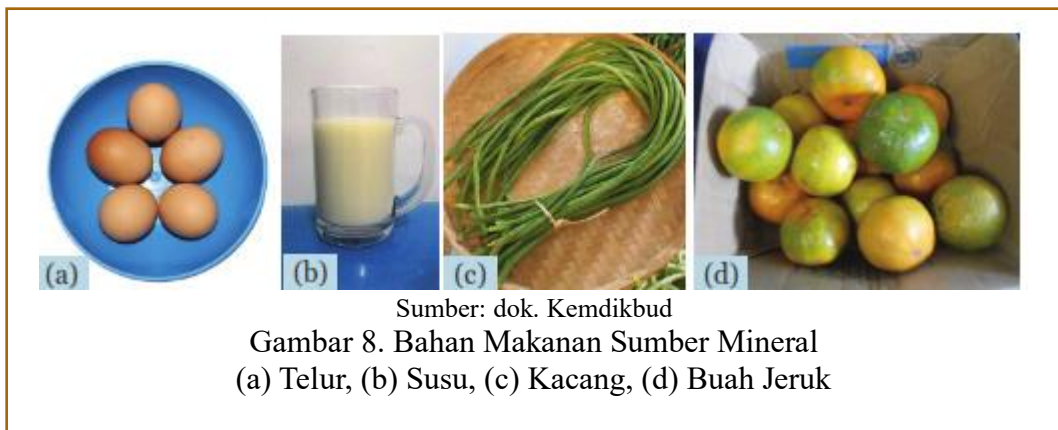 (a) (b) (c) (d)
Sumber: dok. Kemdikbud
Gambar 8. Bahan Makanan Sumber Mineral
(a) Telur, (b) Susu, (c) Kacang, (d) Buah Jeruk